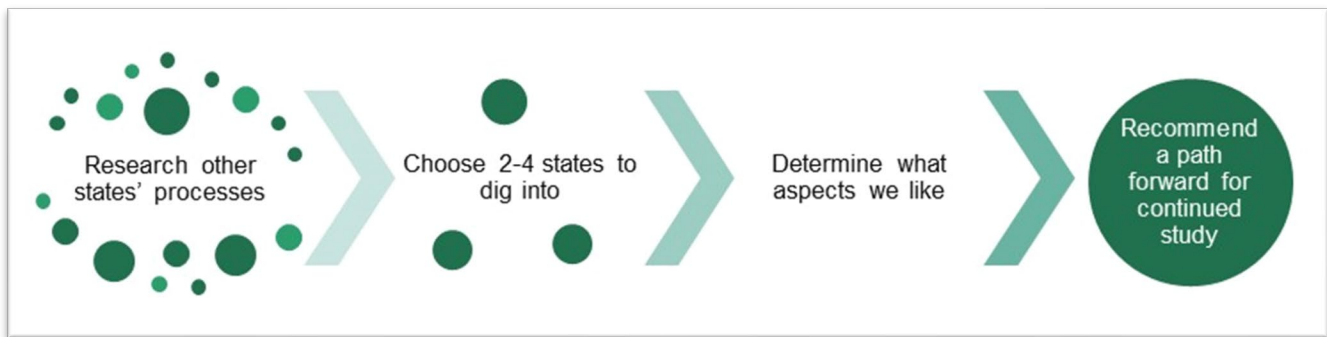 Research other
states' processes
Choose 2-4 states to
dig into
Determine what
aspects we like
Recommend
a path
forward for
continued
study